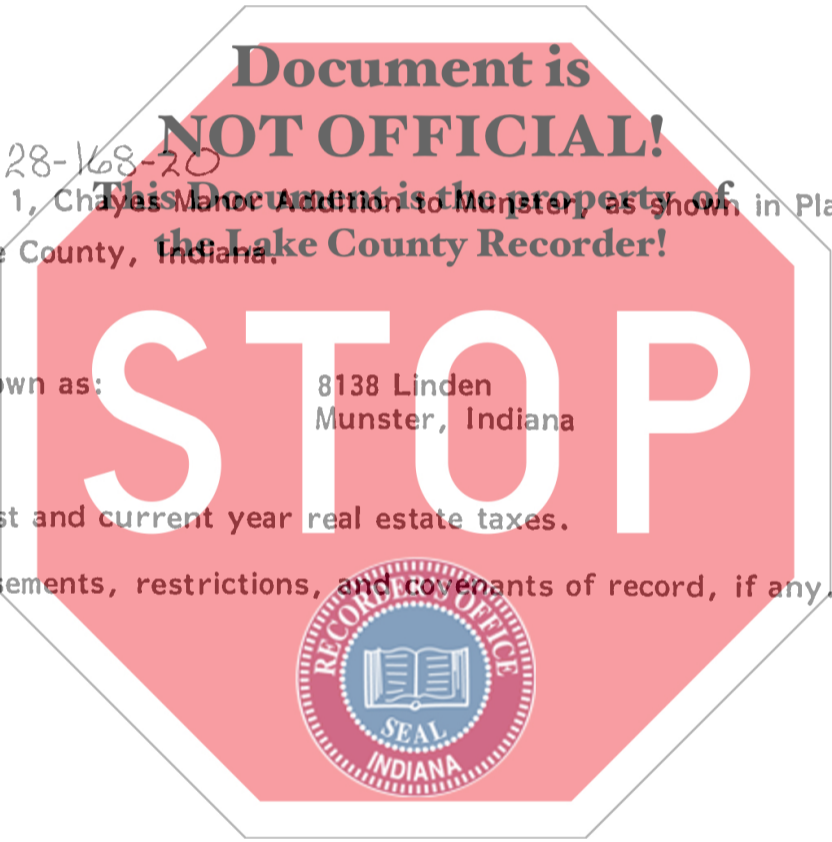 Document is
NOT OFFICIAL!
28-168-20
This Document is the property of
1, Chayes Manor Addition to Munster, as shown in Pla
the Lake County Recorder!
e County, Indiana.
STOP
own as: 8138 Linden
Munster, Indiana
st and current year real estate taxes.
sements, restrictions, and covenants of record, if any.
RECORDER'S OFFICE
SEAL
INDIANA